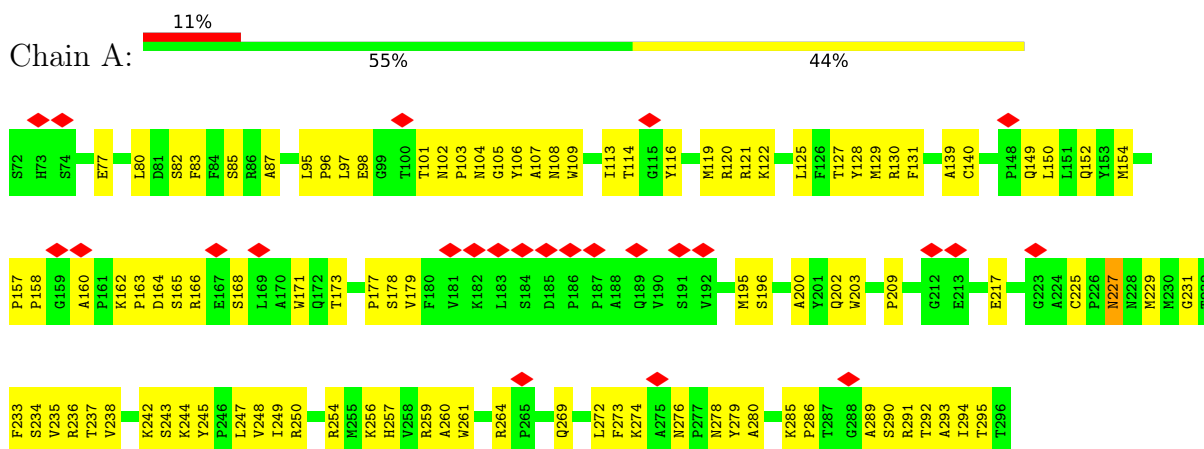 11%
Chain A:
55% 44%
S72 H73 S74 E77 L80 D81 S82 F83 F84 S85 R86 A87 L95 P96 L97 E98 G99 T100 T101 N102 P103 N104 G105 Y106 A107 N108 W109 I113 T114 G115 Y116 M119 R120 R121 K122 L125 F126 T127 Y128 M129 R130 F131 A139 C140 P148 Q149 L150 L151 Q152 Y153 M154
P157 P158 G159 A160 P161 K162 P163 D164 S165 R166 E167 S168 L169 A170 W171 Q172 T173 P177 S178 V179 F180 V181 K182 L183 S184 D185 P186 P187 A188 Q189 V190 S191 V192 M195 S196 A200 Y201 Q202 W203 P209 G212 E213 E217 G223 A224 C225 P226 N227 N228 M229 M230 G231
F233 S234 V235 R236 T237 V238 K242 S243 K244 Y245 P246 L247 V248 I249 R250 R254 M255 K256 H257 V258 R259 A260 W261 R264 P265 Q269 L272 F273 K274 A275 N276 P277 N278 Y279 A280 K285 P286 T287 G288 A289 S290 R291 T292 A293 I294 T295 T296